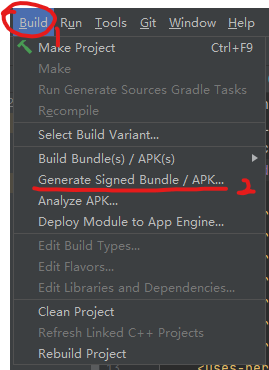 Build Run Tools Git Window Help
1
Make Project Ctrl+F9
Make
Run Generate Sources Gradle Tasks
Recompile
Select Build Variant...
Build Bundle(s) / APK(s)
Generate Signed Bundle / APK... 2
Analyze APK...
Deploy Module to App Engine...
Edit Build Types...
Edit Flavors...
Edit Libraries and Dependencies...
Clean Project
Refresh Linked C++ Projects
Rebuild Project
13 <uses-per